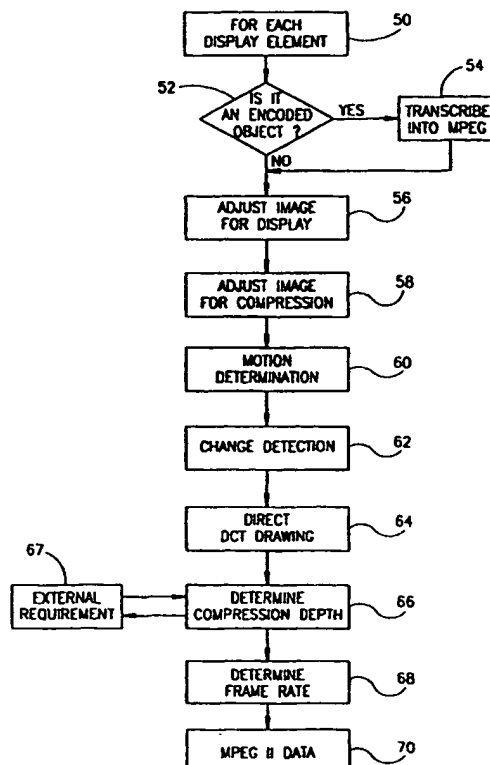 FOR EACH
DISPLAY ELEMENT
50
52
IS IT
AN ENCODED
OBJECT ?
YES
54
TRANSCRIBE
INTO MPEG
NO
ADJUST IMAGE
FOR DISPLAY
56
ADJUST IMAGE
FOR COMPRESSION
58
MOTION
DETERMINATION
60
CHANGE DETECTION
62
DIRECT
DCT DRAWING
64
67
EXTERNAL
REQUIREMENT
DETERMINE
COMPRESSION DEPTH
66
DETERMINE
FRAME RATE
68
MPEG II DATA
70